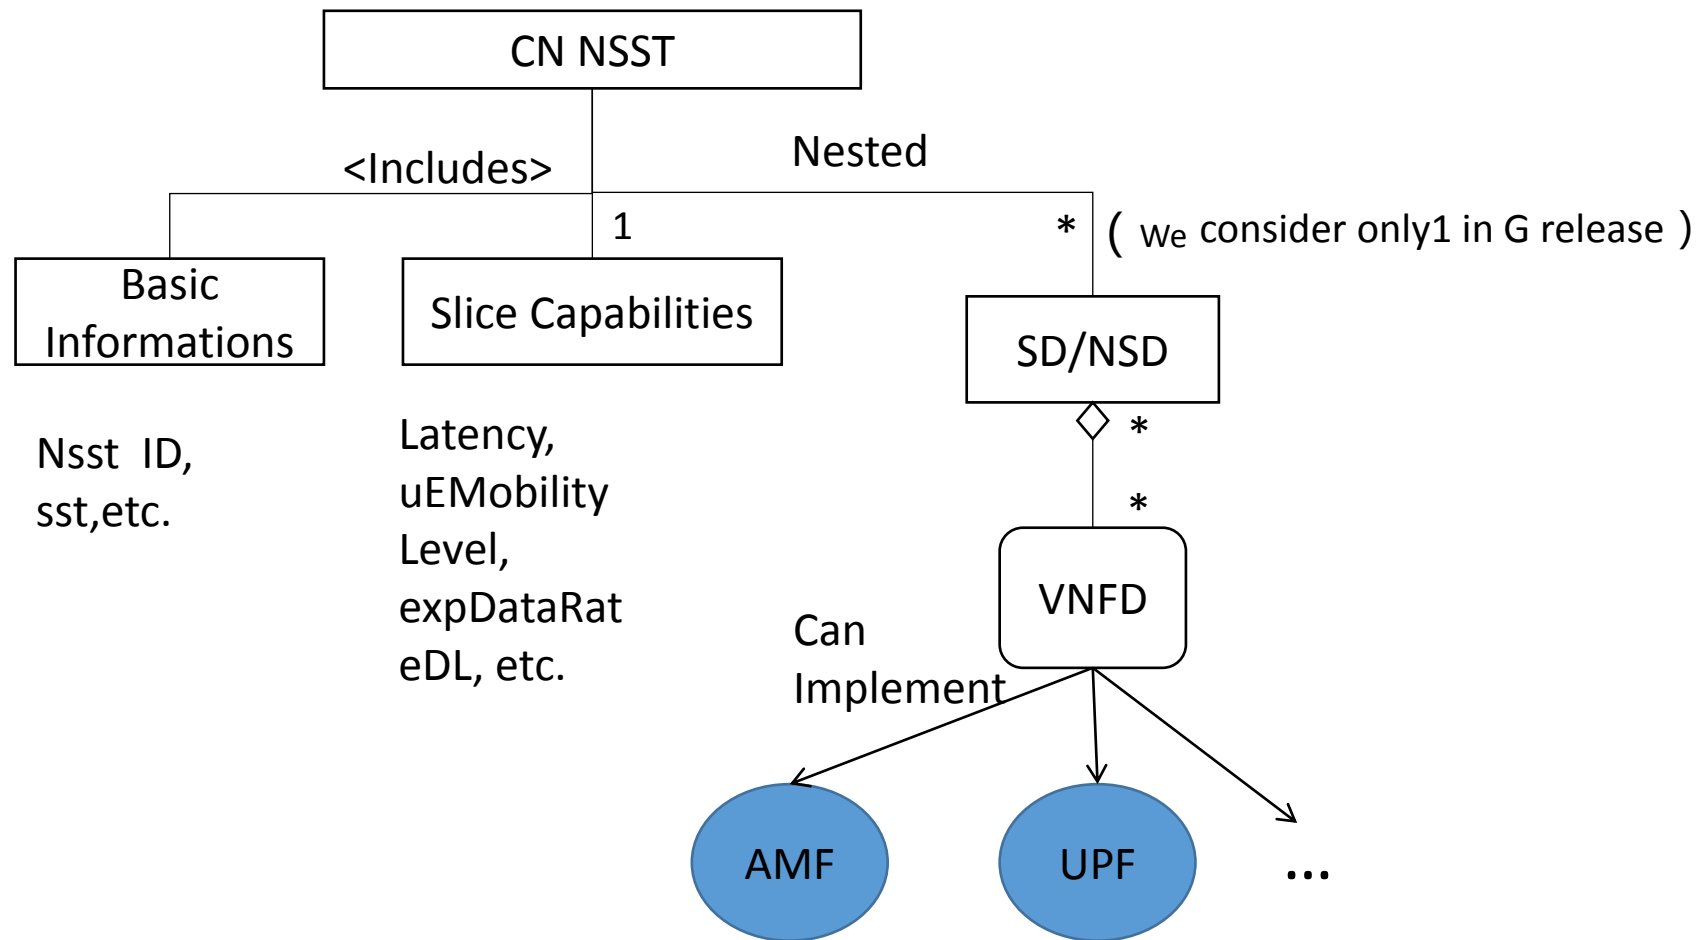 CN NSST
<Includes>
Nested
1
*
( We consider only1 in G release )
Basic
Informations
Slice Capabilities
SD/NSD
Nsst  ID,
sst,etc.
Latency,
uEMobility
Level,
expDataRat
eDL, etc.
*
*
VNFD
Can
Implement
AMF
UPF
...